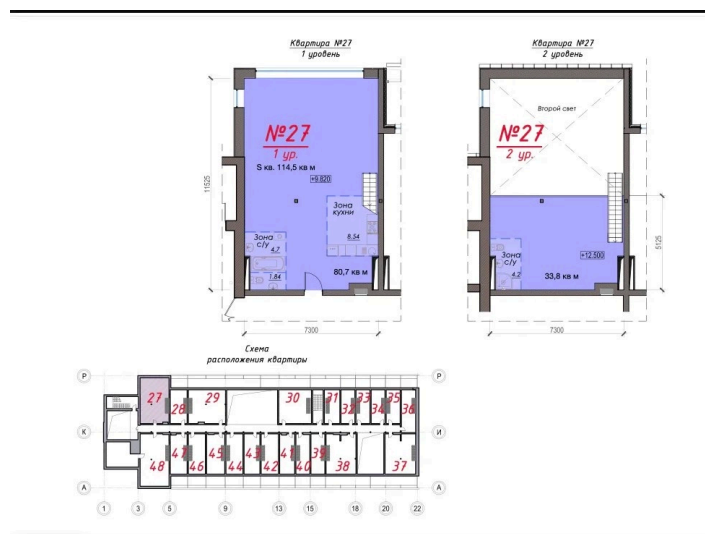 Квартира №27
1 уровень
Квартира №27
2 уровень
№27
1 ур.
S кв. 114,5 кв м
+9.820
Зона
кухни
8.54
Зона
с/у
4.7
1.84
80,7 кв м
11525
7300
Второй свет
№27
2 ур.
+12.500
Зона
с/у
4.2
33,8 кв м
5125
7300
Схема
расположения квартиры
Р
Р
27
28
29
30
31
32
33
34
35
36
К
И
48
47
46
45
44
43
42
41
40
39
38
37
А
А
1
3
5
9
13
15
18
20
22